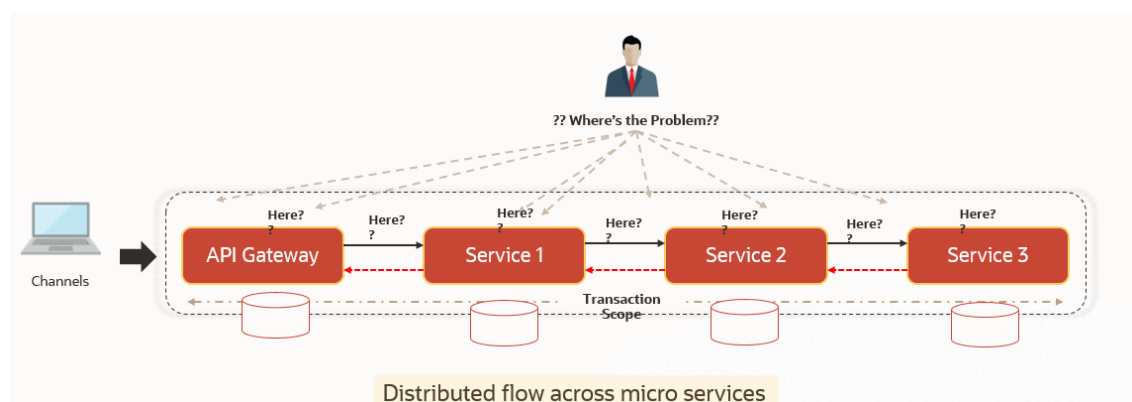 ?? Where's the Problem??
Here?
?
Here?
?
Here?
?
Here?
?
Here?
?
Here?
?
Here?
?
API Gateway
Service 1
Service 2
Service 3
Channels
Transaction
Scope
Distributed flow across micro services